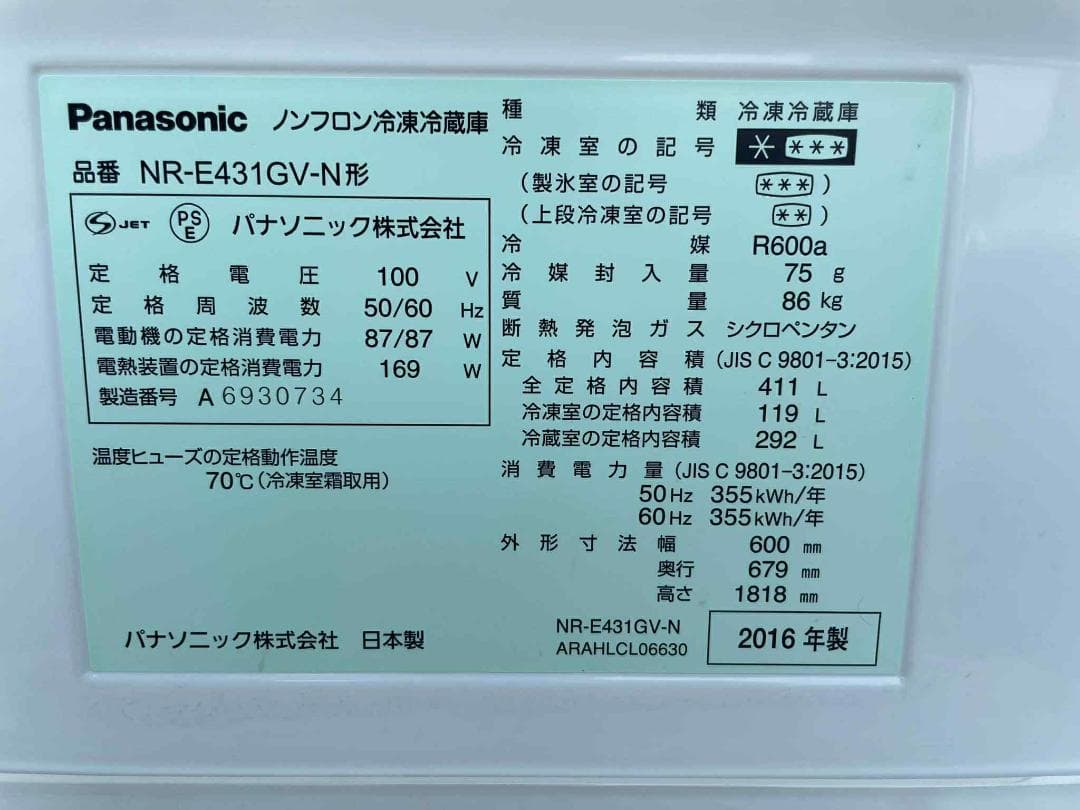 Panasonic ノンフロン冷凍冷蔵庫
品番 NR-E431GV-N形
S JET PSE パナソニック株式会社
定格電圧 100 V
定格周波数 50/60 Hz
電動機の定格消費電力 87/87 W
電熱装置の定格消費電力 169 W
製造番号 A 6930734
温度ヒューズの定格動作温度
70℃(冷凍室霜取用)
パナソニック株式会社 日本製
種類 冷凍冷蔵庫
冷凍室の記号 * ***
(製氷室の記号 ***)
(上段冷凍室の記号 **)
冷媒 R600a
冷媒封入量 75 g
質量 86 kg
断熱発泡ガス シクロペンタン
定格内容積 (JIS C 9801-3:2015)
全定格内容積 411 L
冷凍室の定格内容積 119 L
冷蔵室の定格内容積 292 L
消費電力量 (JIS C 9801-3:2015)
50 Hz 355kWh/年
60 Hz 355kWh/年
外形寸法幅 600 mm
奥行 679 mm
高さ 1818 mm
NR-E431GV-N
ARAHLCL06630
2016 年製